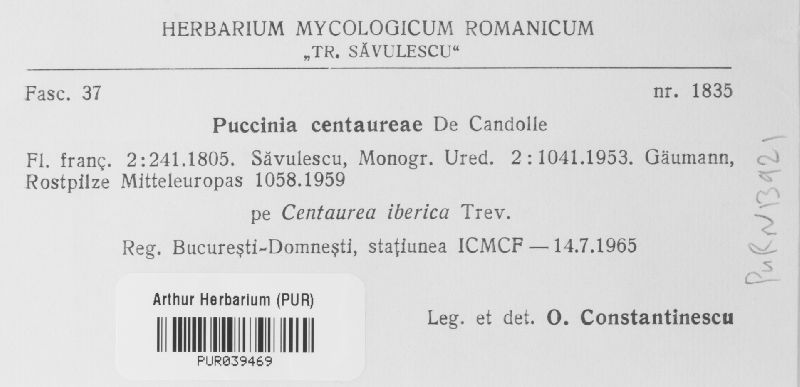 HERBARIUM MYCOLOGICUM ROMANICUM
„TR. SĂVULESCU“
Fasc. 37 nr. 1835
Puccinia centaureae De Candolle
Fl. franç. 2:241.1805. Săvulescu, Monogr. Ured. 2:1041.1953. Gäumann,
Rostpilze Mitteleuropas 1058.1959
pe Centaurea iberica Trev.
Reg. București-Domnești, stațiunea ICMCF — 14.7.1965
Leg. et det. O. Constantinescu
Arthur Herbarium (PUR)
PUR039469
PURN13921